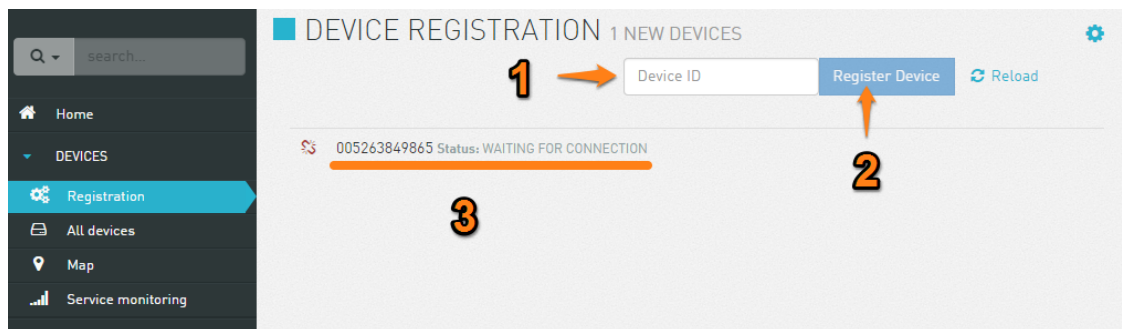 search...
Home
DEVICES
Registration
All devices
Map
Service monitoring
DEVICE REGISTRATION 1 NEW DEVICES
1
Device ID
Register Device
Reload
005263849865 Status: WAITING FOR CONNECTION
2
3